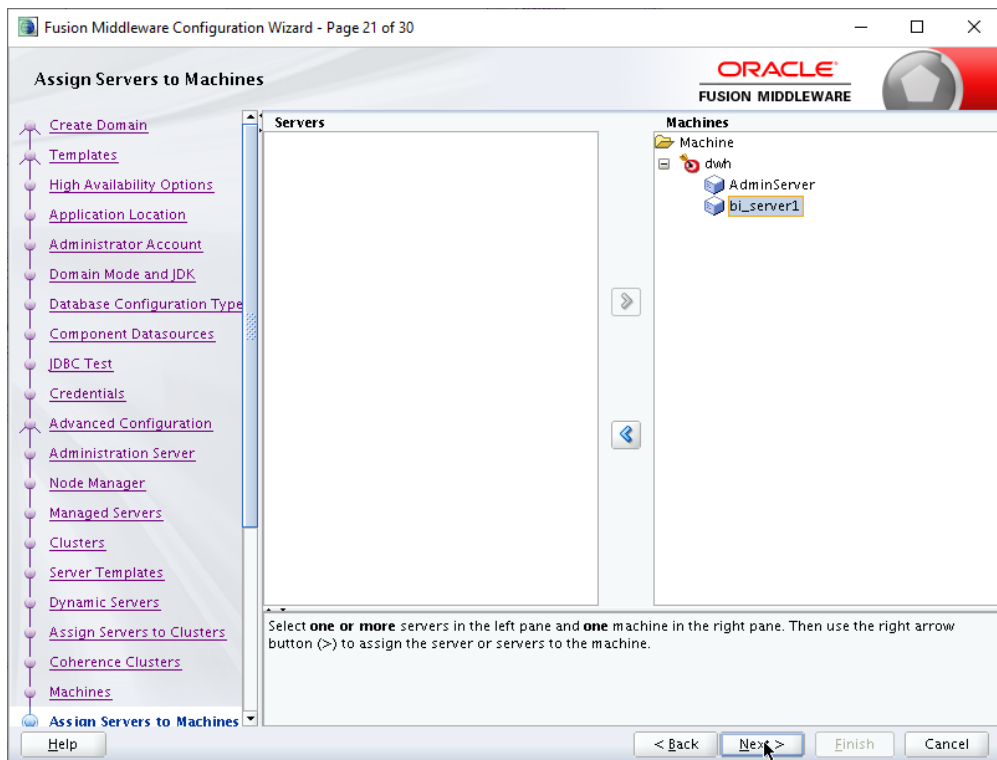 Fusion Middleware Configuration Wizard - Page 21 of 30
Assign Servers to Machines
ORACLE
FUSION MIDDLEWARE
Create Domain
Templates
High Availability Options
Application Location
Administrator Account
Domain Mode and JDK
Database Configuration Type
Component Datasources
JDBC Test
Credentials
Advanced Configuration
Administration Server
Node Manager
Managed Servers
Clusters
Server Templates
Dynamic Servers
Assign Servers to Clusters
Coherence Clusters
Machines
Assign Servers to Machines
Servers
Machines
Machine
dwh
AdminServer
bi_server1
Select one or more servers in the left pane and one machine in the right pane. Then use the right arrow
button (>) to assign the server or servers to the machine.
Help
< Back
Next >
Finish
Cancel